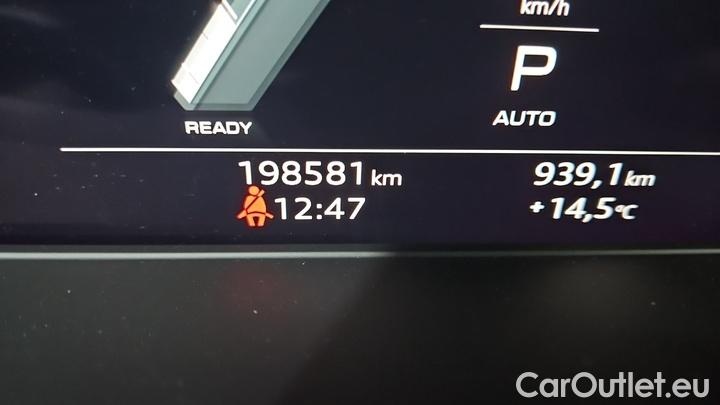 km/h
P
READY
AUTO
198581 km 939,1 km
12:47 +14,5°C
CarOutlet.eu